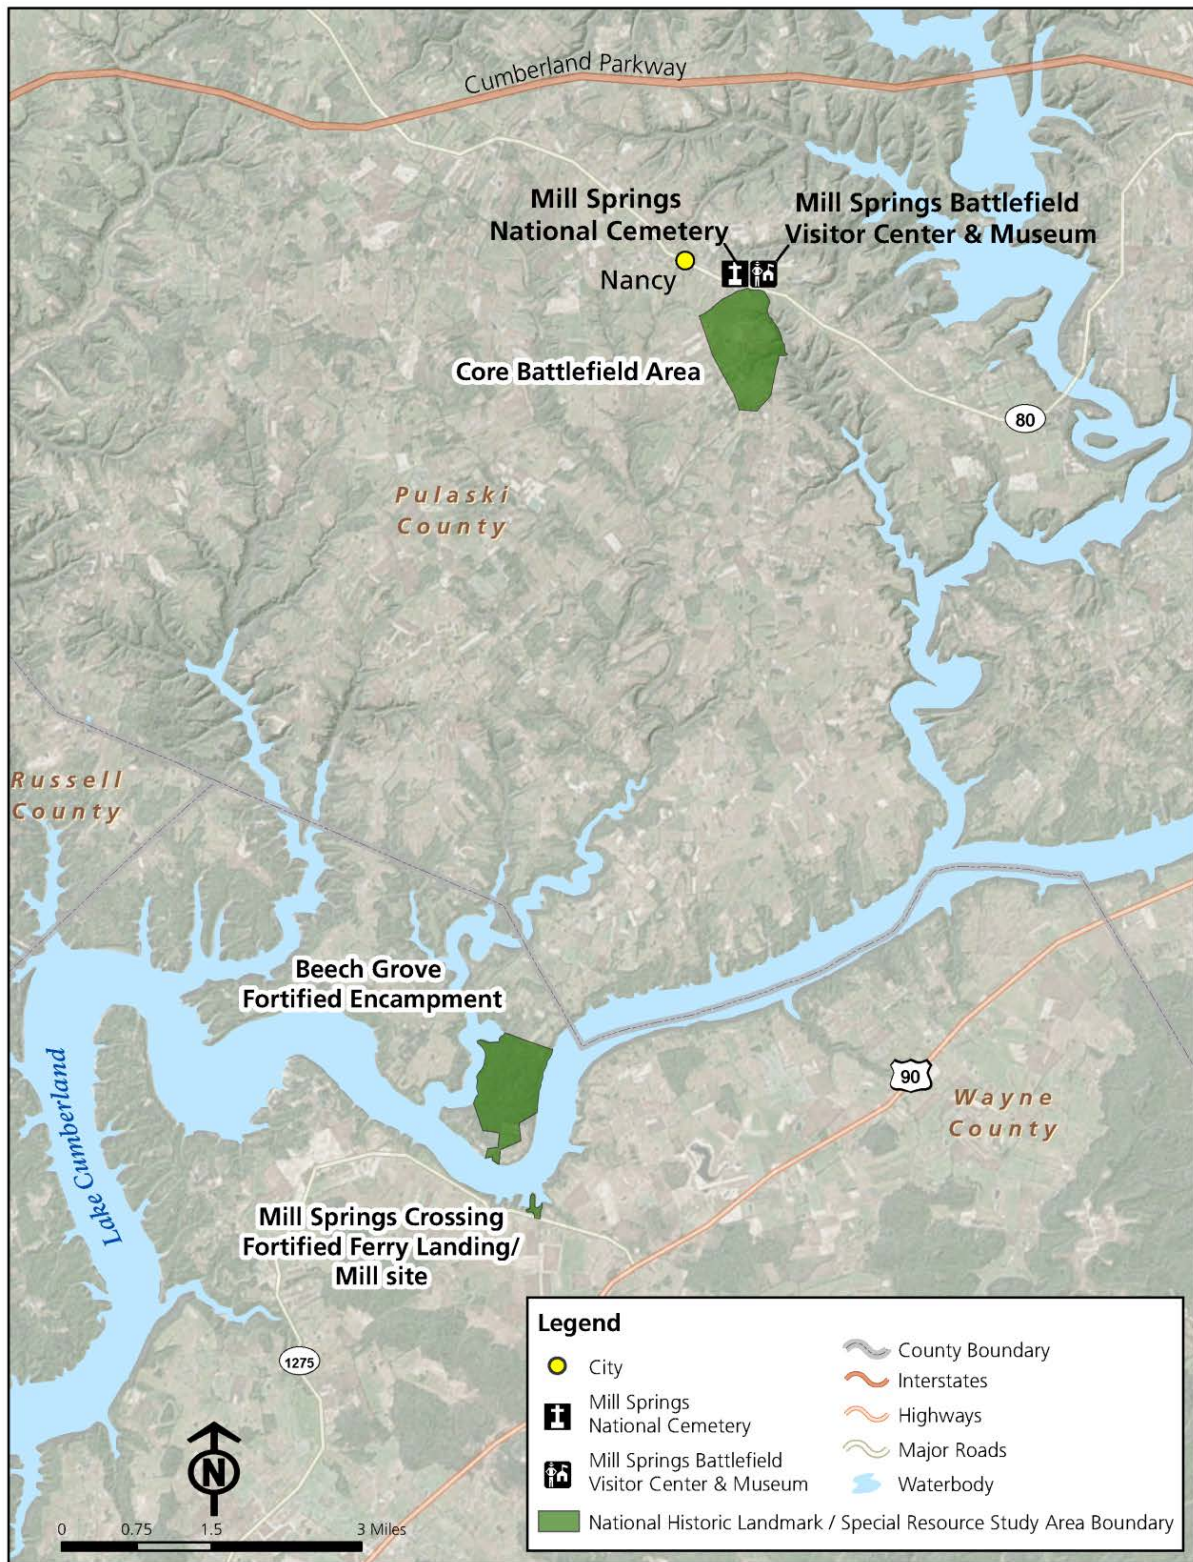 Cumberland Parkway
Mill Springs
National Cemetery
Mill Springs Battlefield
Visitor Center & Museum
Nancy
Core Battlefield Area
80
Pulaski
County
Russell
County
Beech Grove
Fortified Encampment
Lake Cumberland
90
Wayne
County
Mill Springs Crossing
Fortified Ferry Landing/
Mill site
1275
N
0 0.75 1.5 3 Miles
Legend
City
Mill Springs
National Cemetery
Mill Springs Battlefield
Visitor Center & Museum
County Boundary
Interstates
Highways
Major Roads
Waterbody
National Historic Landmark / Special Resource Study Area Boundary